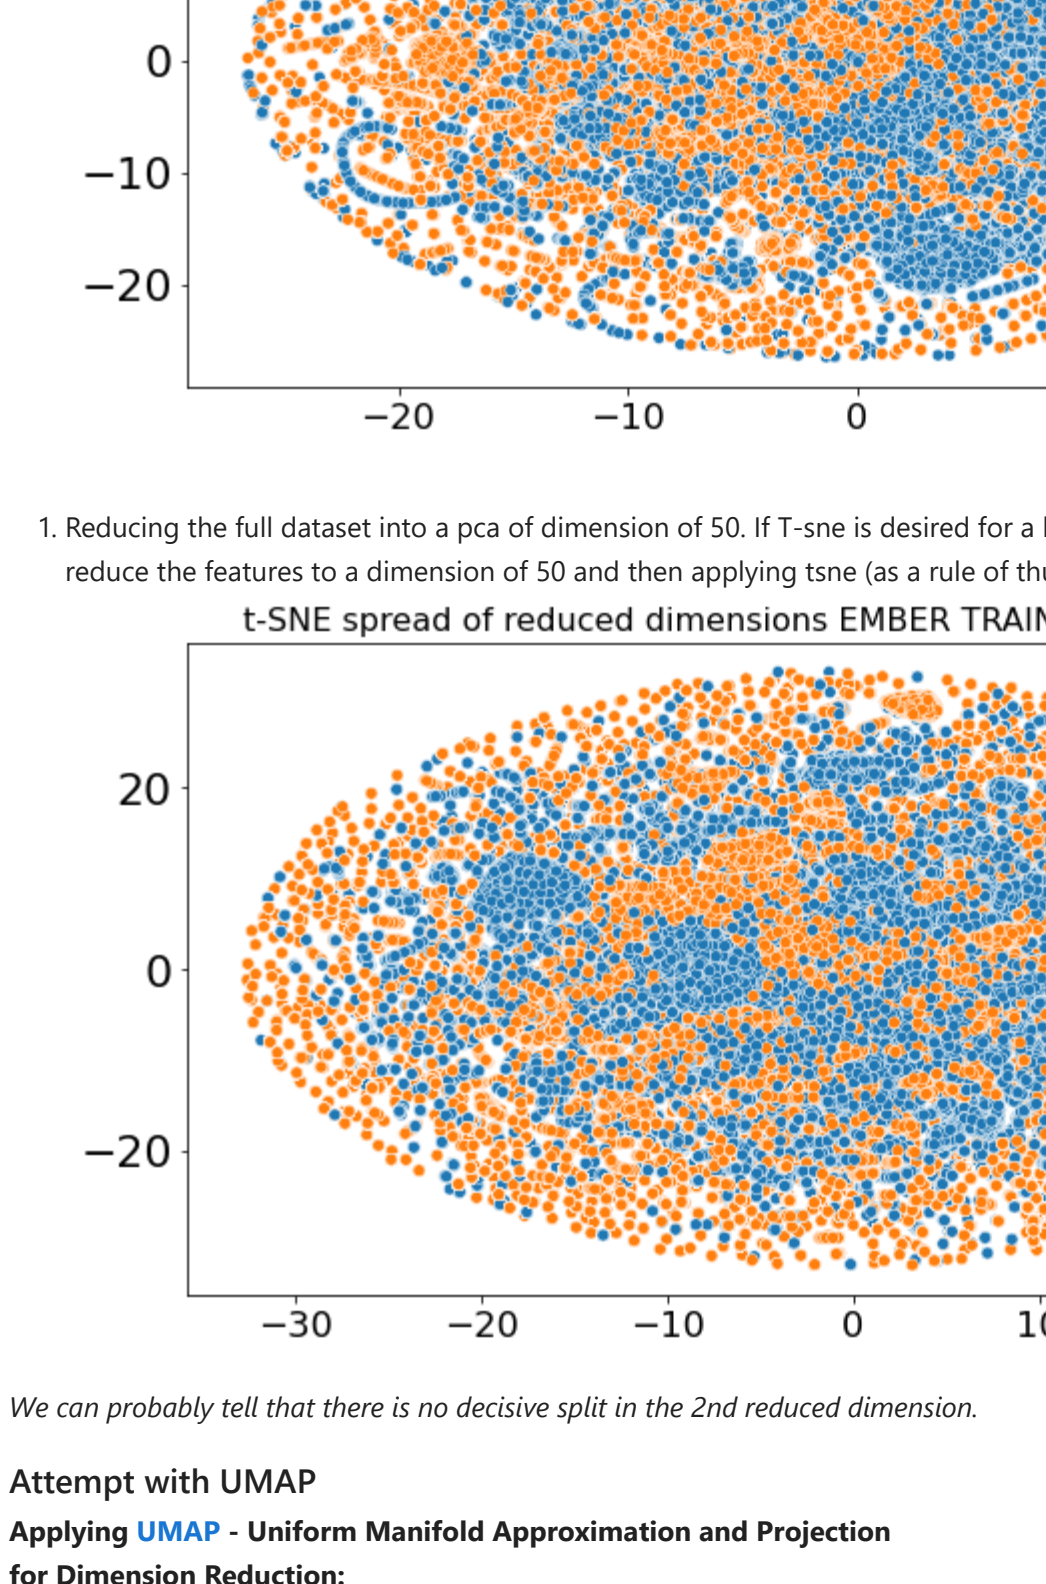 0
−10
−20
−20 −10 0
1. Reducing the full dataset into a pca of dimension of 50. If T-sne is desired for a
reduce the features to a dimension of 50 and then applying tsne (as a rule of
t-SNE spread of reduced dimensions EMBER TRAIN
20
0
−20
−30 −20 −10 0
We can probably tell that there is no decisive split in the 2nd reduced dimension.
Attempt with UMAP
Applying UMAP - Uniform Manifold Approximation and Projection
for Dimension Reduction: